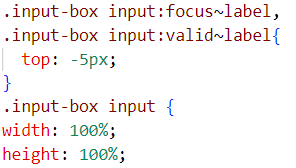 .input-box input:focus~label,
.input-box input:valid~label{
  top: -5px;
}
.input-box input {
width: 100%;
height: 100%;